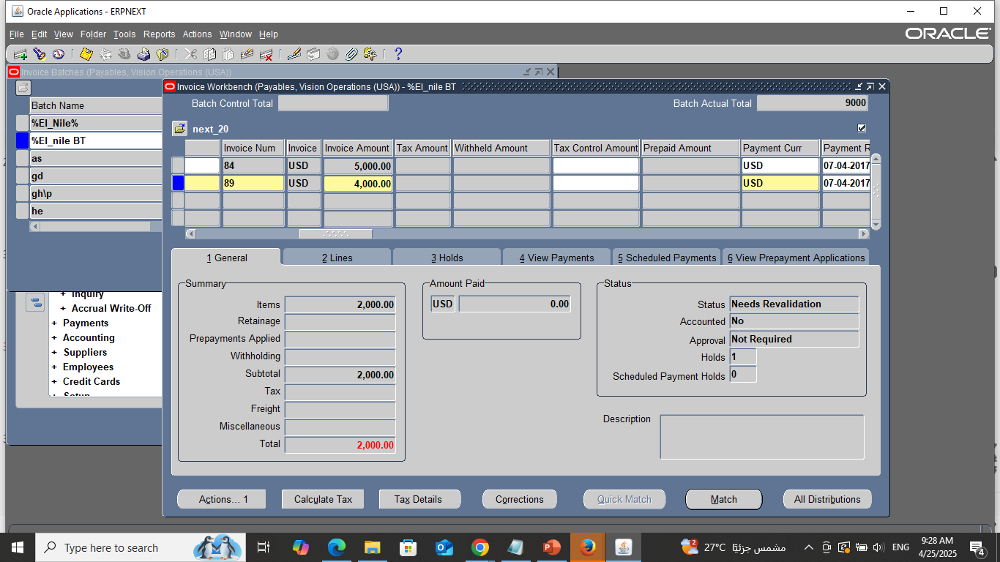 Oracle Applications - ERPNEXT
File Edit View Folder Tools Reports Actions Window Help
ORACLE
Invoice Batches (Payables, Vision Operations (USA))
Batch Name
%El_Nile%
%El_nile BT
as
gd
gh\p
he
+ Inquiry
+ Accrual Write-Off
+ Payments
+ Accounting
+ Suppliers
+ Employees
+ Credit Cards
Setup
Invoice Workbench (Payables, Vision Operations (USA)) - %El_nile BT
Batch Control Total
Batch Actual Total 9000
next_20
Invoice Num Invoice Invoice Amount Tax Amount Withheld Amount Tax Control Amount Prepaid Amount Payment Curr Payment R
84 USD 5,000.00 USD 07-04-2017
89 USD 4,000.00 USD 07-04-2017
1 General 2 Lines 3 Holds 4 View Payments 5 Scheduled Payments 6 View Prepayment Applications
Summary
Items 2,000.00
Retainage
Prepayments Applied
Withholding
Subtotal 2,000.00
Tax
Freight
Miscellaneous
Total 2,000.00
Amount Paid
USD 0.00
Status
Status Needs Revalidation
Accounted No
Approval Not Required
Holds 1
Scheduled Payment Holds 0
Description
Actions... 1 Calculate Tax Tax Details Corrections Quick Match Match All Distributions
Type here to search
2 27°C مشمس جزئيًا ENG 9:28 AM
4/25/2025 4